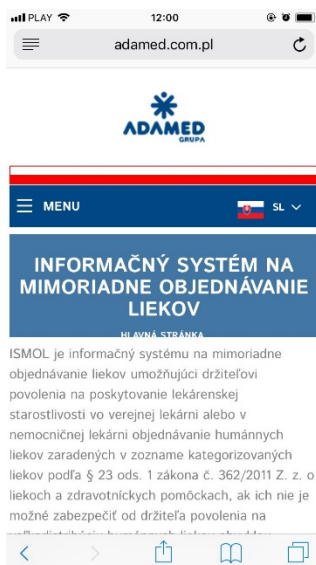 PLAY 12:00
adamed.com.pl
ADAMED
GRUPA
MENU SL
INFORMAČNÝ SYSTÉM NA
MIMORIADNE OBJEDNÁVANIE
LIEKOV
HLAVNÁ STRÁNKA
ISMOL je informačný systému na mimoriadne
objednávanie liekov umožňujúci držiteľovi
povolenia na poskytovanie lekárenskej
starostlivosti vo verejnej lekárni alebo v
nemocničnej lekárni objednávanie humánnych
liekov zaradených v zozname kategorizovaných
liekov podľa § 23 ods. 1 zákona č. 362/2011 Z. z. o
liekoch a zdravotníckych pomôckach, ak ich nie je
možné zabezpečiť od držiteľa povolenia na